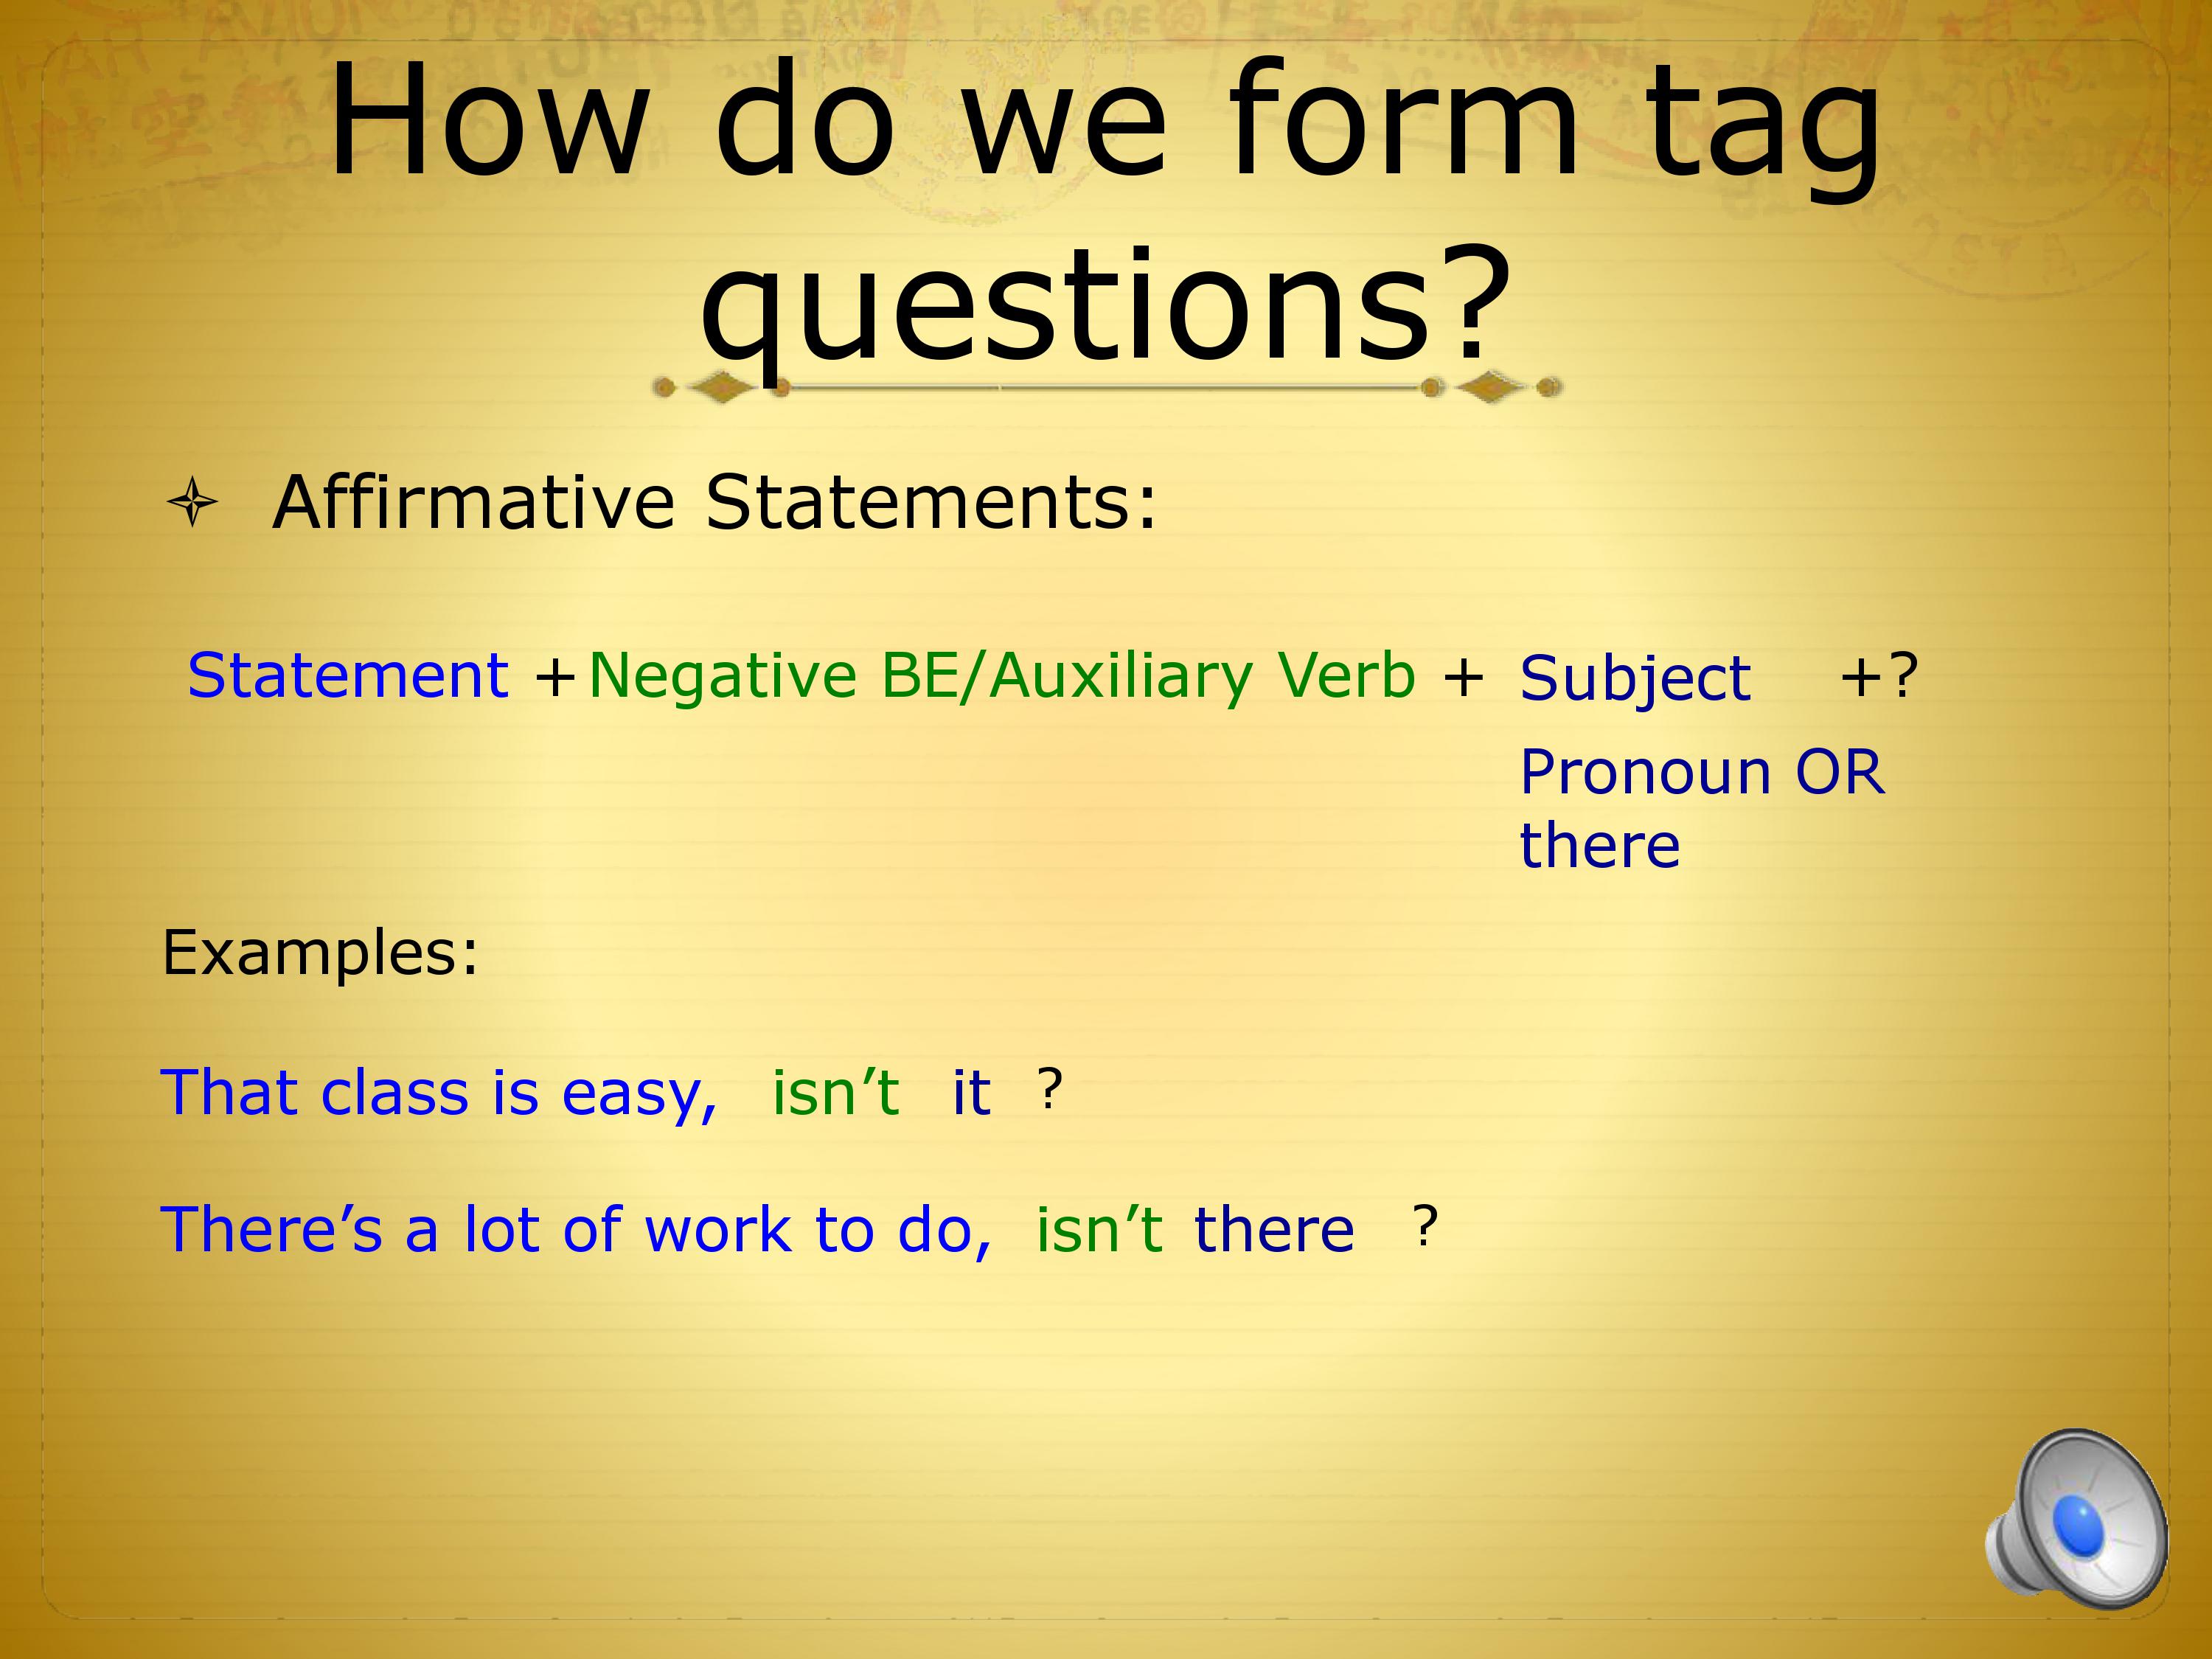 How do we form tag
questions?
Affirmative Statements:
Statement + Negative BE/Auxiliary Verb + Subject +?
Pronoun OR
there
Examples:
That class is easy, isn’t it ?
There’s a lot of work to do, isn’t there ?